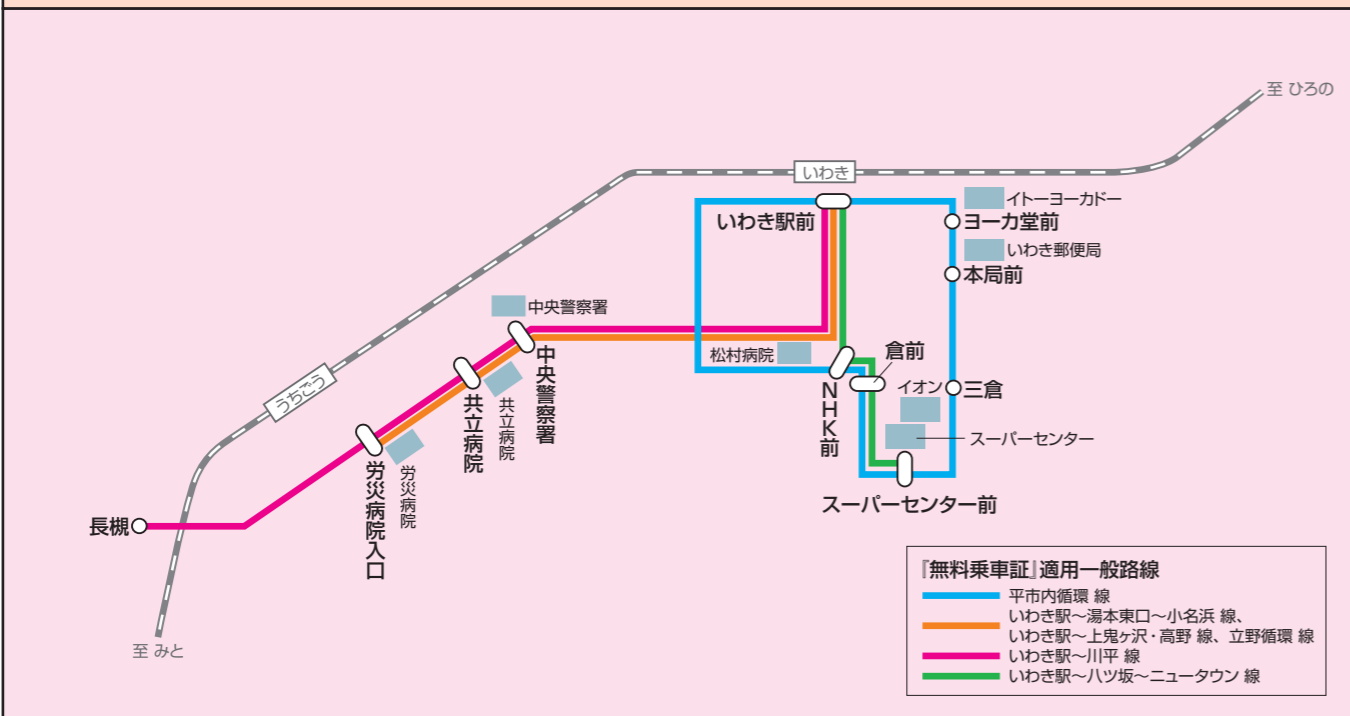 至 ひろの
いわき
イトーヨーカドー
いわき駅前
ヨーカ堂前
いわき郵便局
本局前
中央警察署
中央警察署
松村病院
倉前
NHK前
イオン
三倉
スーパーセンター
スーパーセンター前
うちごう
共立病院
共立病院
労災病院
労災病院入口
長槻
至 みと
『無料乗車証』適用一般路線
平市内循環 線
いわき駅～湯本東口～小名浜 線、
いわき駅～上鬼ヶ沢・高野 線、立野循環 線
いわき駅～川平 線
いわき駅～八ツ坂～ニュータウン 線